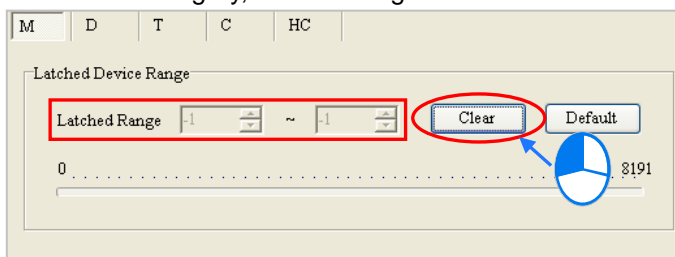 M D T C HC
Latched Device Range
Latched Range -1 ~ -1 Clear Default
0 8191